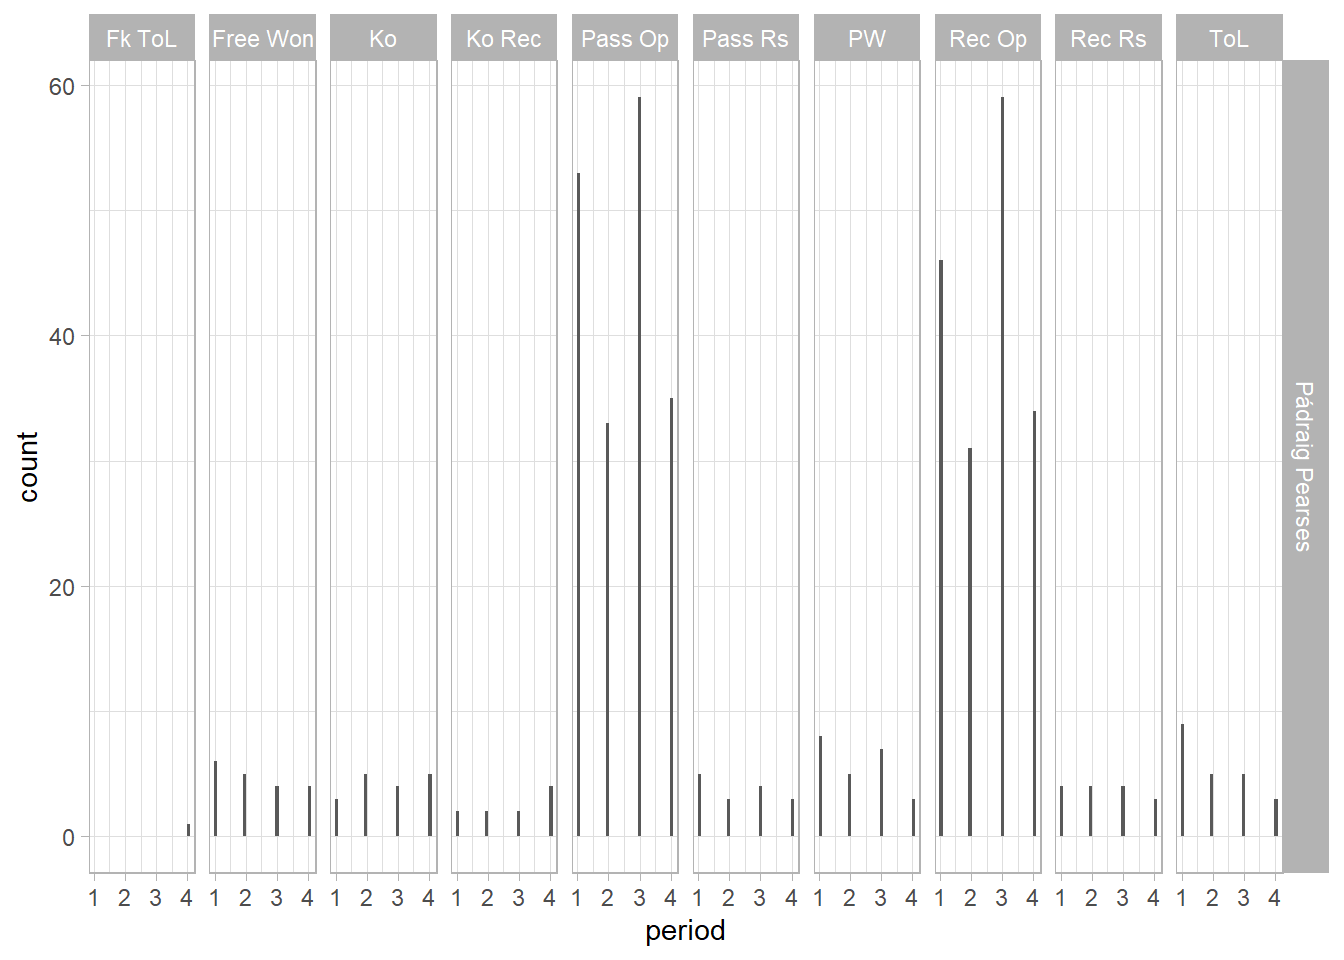 Fk ToL Free Won Ko Ko Rec Pass Op Pass Rs PW Rec Op Rec Rs ToL
60
40
20
0
count
Pádraig Pearses
1 2 3 4 1 2 3 4 1 2 3 4 1 2 3 4 1 2 3 4 1 2 3 4 1 2 3 4 1 2 3 4 1 2 3 4 1 2 3 4
period